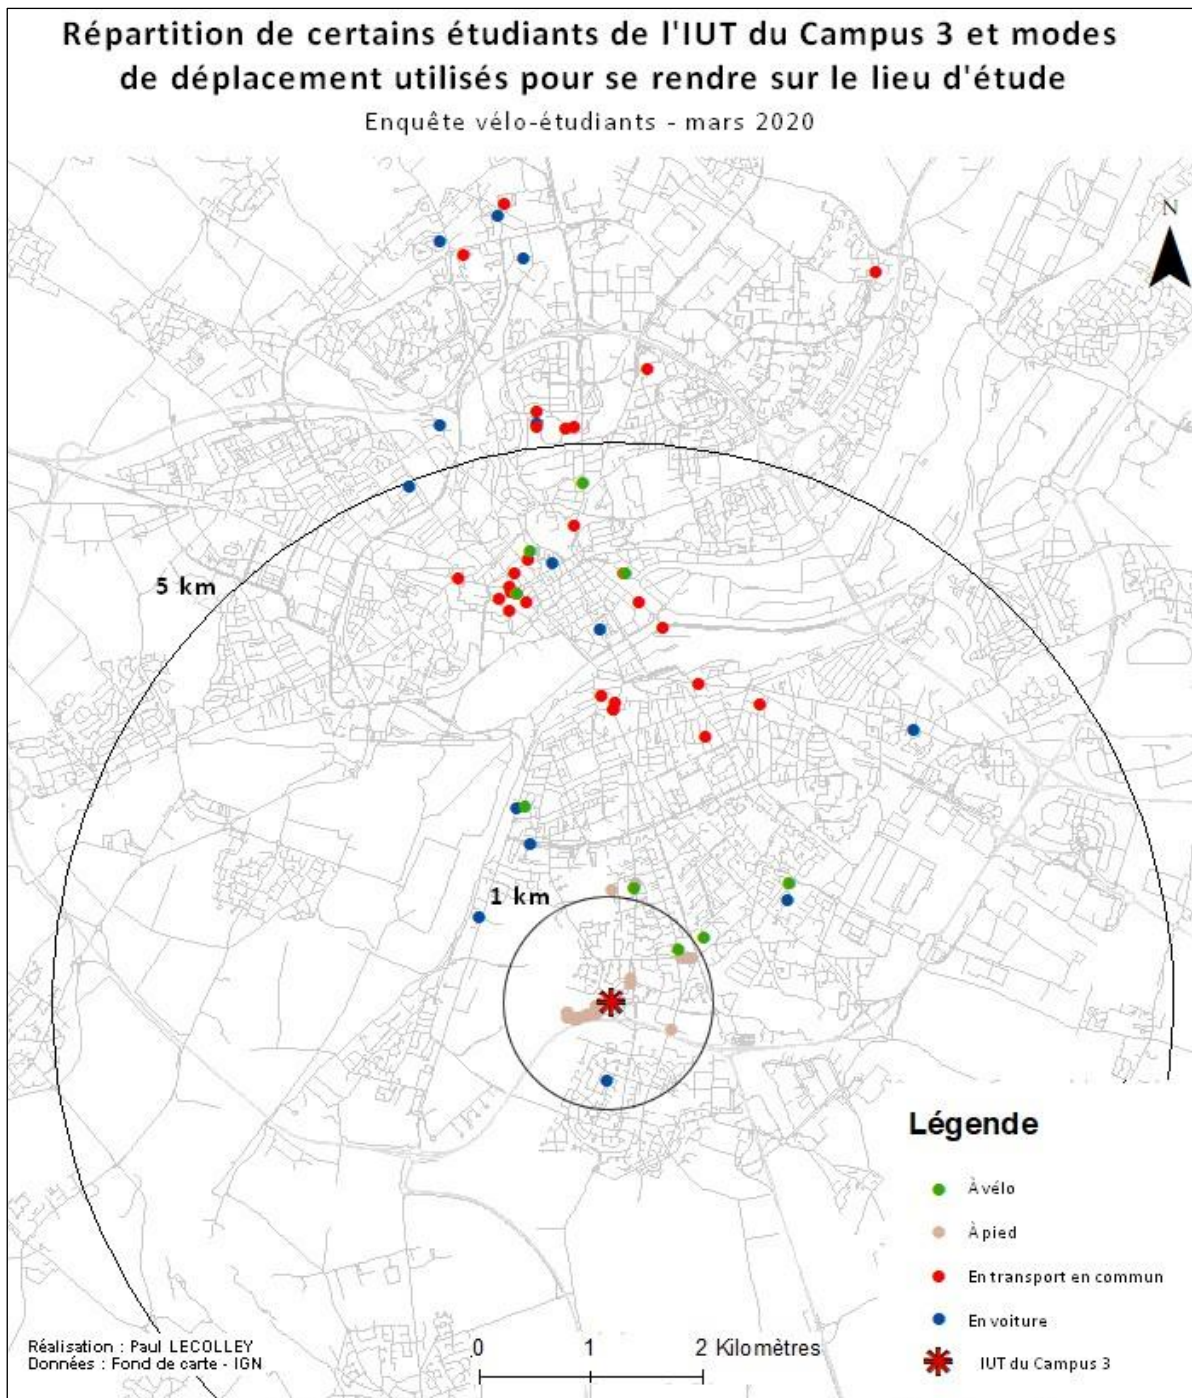 Répartition de certains étudiants de l'IUT du Campus 3 et modes
de déplacement utilisés pour se rendre sur le lieu d'étude
Enquête vélo-étudiants - mars 2020
N
5 km
1 km
Légende
À vélo
À pied
En transport en commun
En voiture
IUT du Campus 3
Réalisation : Paul LECOLLEY
Données : Fond de carte - IGN
0 1 2 Kilomètres